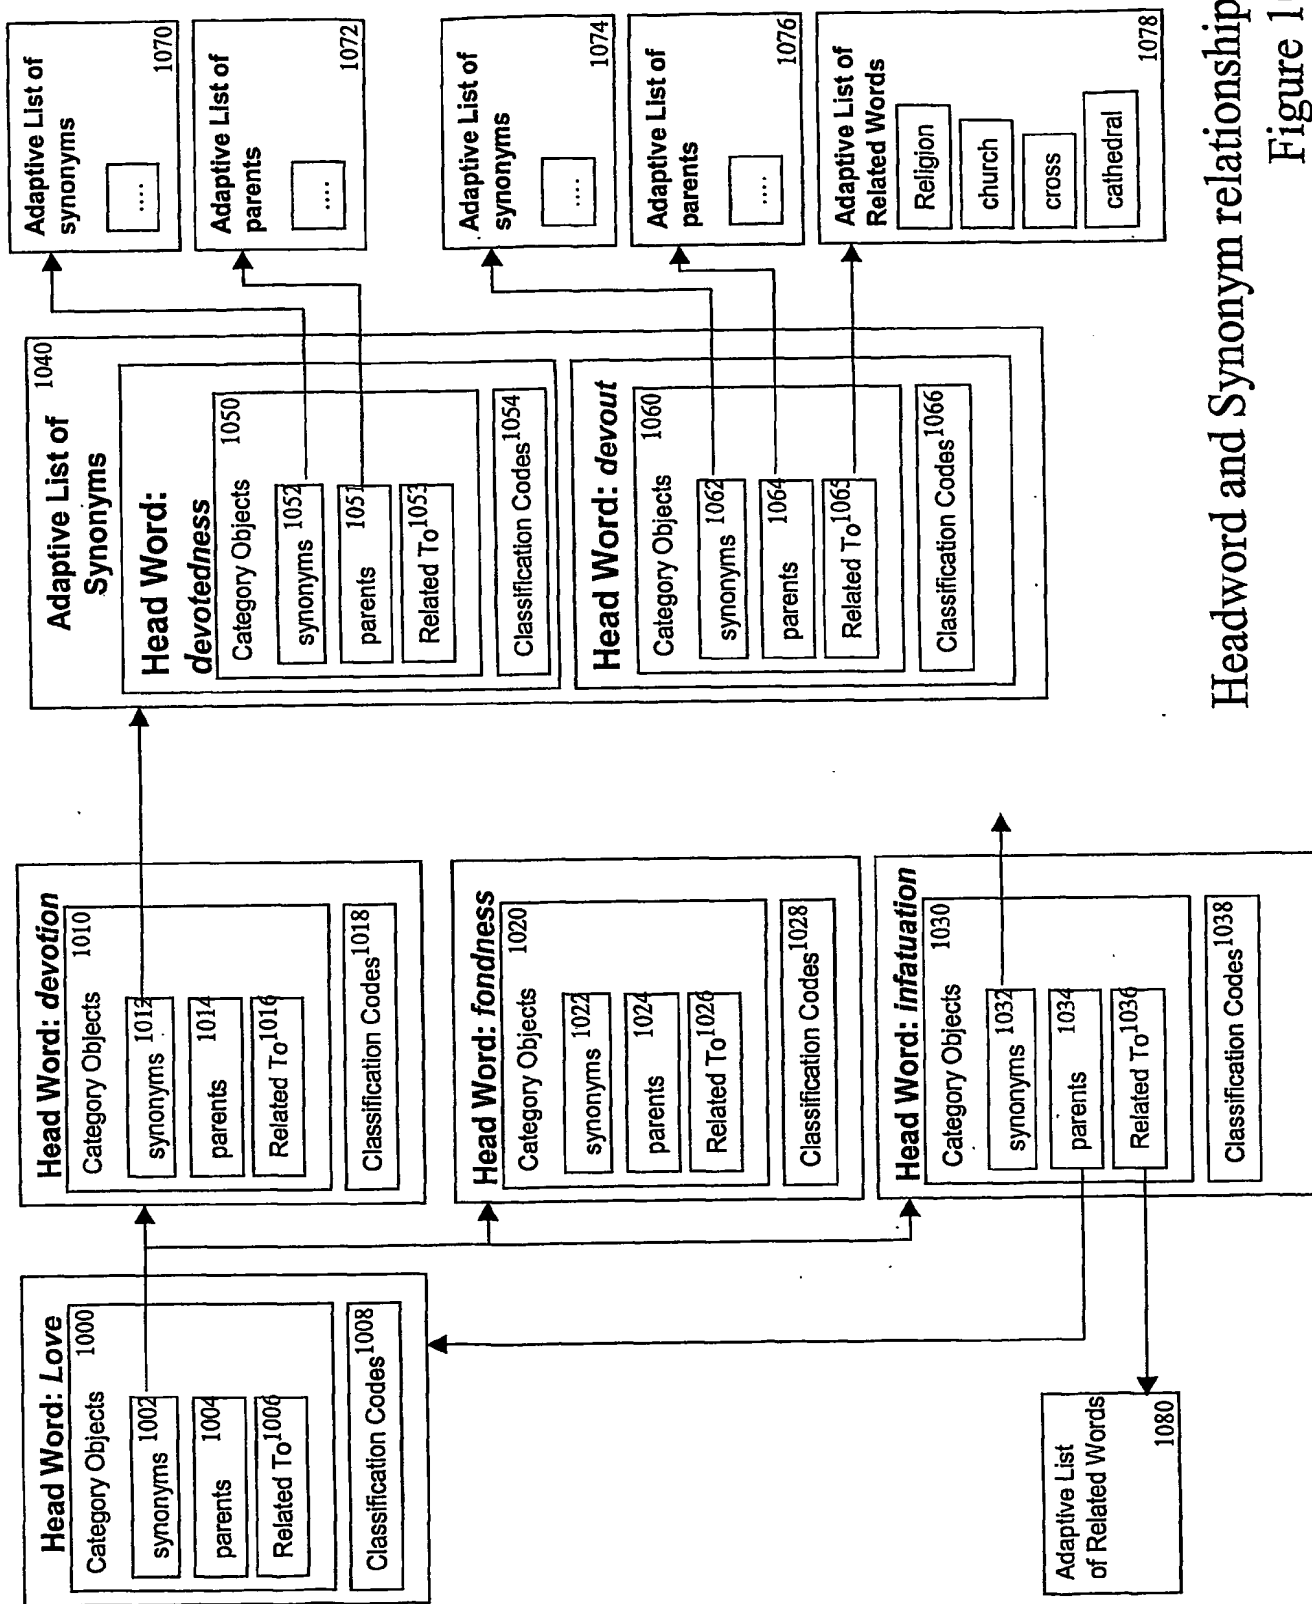 Head Word: Love
Category Objects
1000
synonyms
1002
parents
1004
Related To
1006
Classification Codes
1008
Head Word: devotion
Category Objects
1010
synonyms
1012
parents
1014
Related To
1016
Classification Codes
1018
Head Word: fondness
Category Objects
1020
synonyms
1022
parents
1024
Related To
1026
Classification Codes
1028
Head Word: infatuation
Category Objects
1030
synonyms
1032
parents
1034
Related To
1036
Classification Codes
1038
Adaptive List
of Related Words
1080
Adaptive List of
Synonyms
1040
Head Word:
devotedness
Category Objects
1050
synonyms
1052
parents
1051
Related To
1053
Classification Codes
1054
Head Word: devout
Category Objects
1060
synonyms
1062
parents
1064
Related To
1065
Classification Codes
1066
Adaptive List of
synonyms
....
1070
Adaptive List of
parents
....
1072
Adaptive List of
synonyms
....
1074
Adaptive List of
parents
....
1076
Adaptive List of
Related Words
Religion
church
cross
cathedral
1078
Headword and Synonym relationship
Figure 1